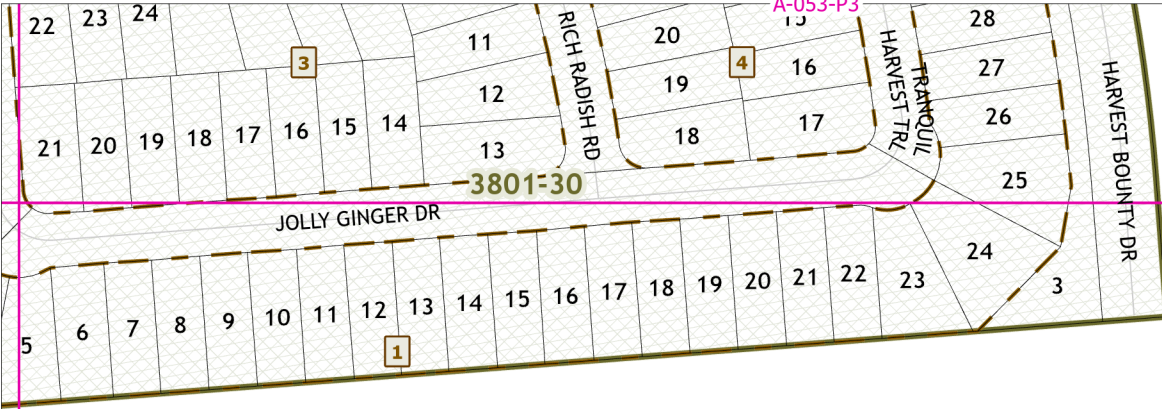 A-053-P3
22 23 24
3
11
12
13
21 20 19 18 17 16 15 14
RICH RADISH RD
20
19
18
4
15
16
17
HARVEST TRL
TRANQUIL
28
27
26
25
HARVEST BOUNTY DR
3801-30
JOLLY GINGER DR
5 6 7 8 9 10 11 12 13 14 15 16 17 18 19 20 21 22 23 24 3
1